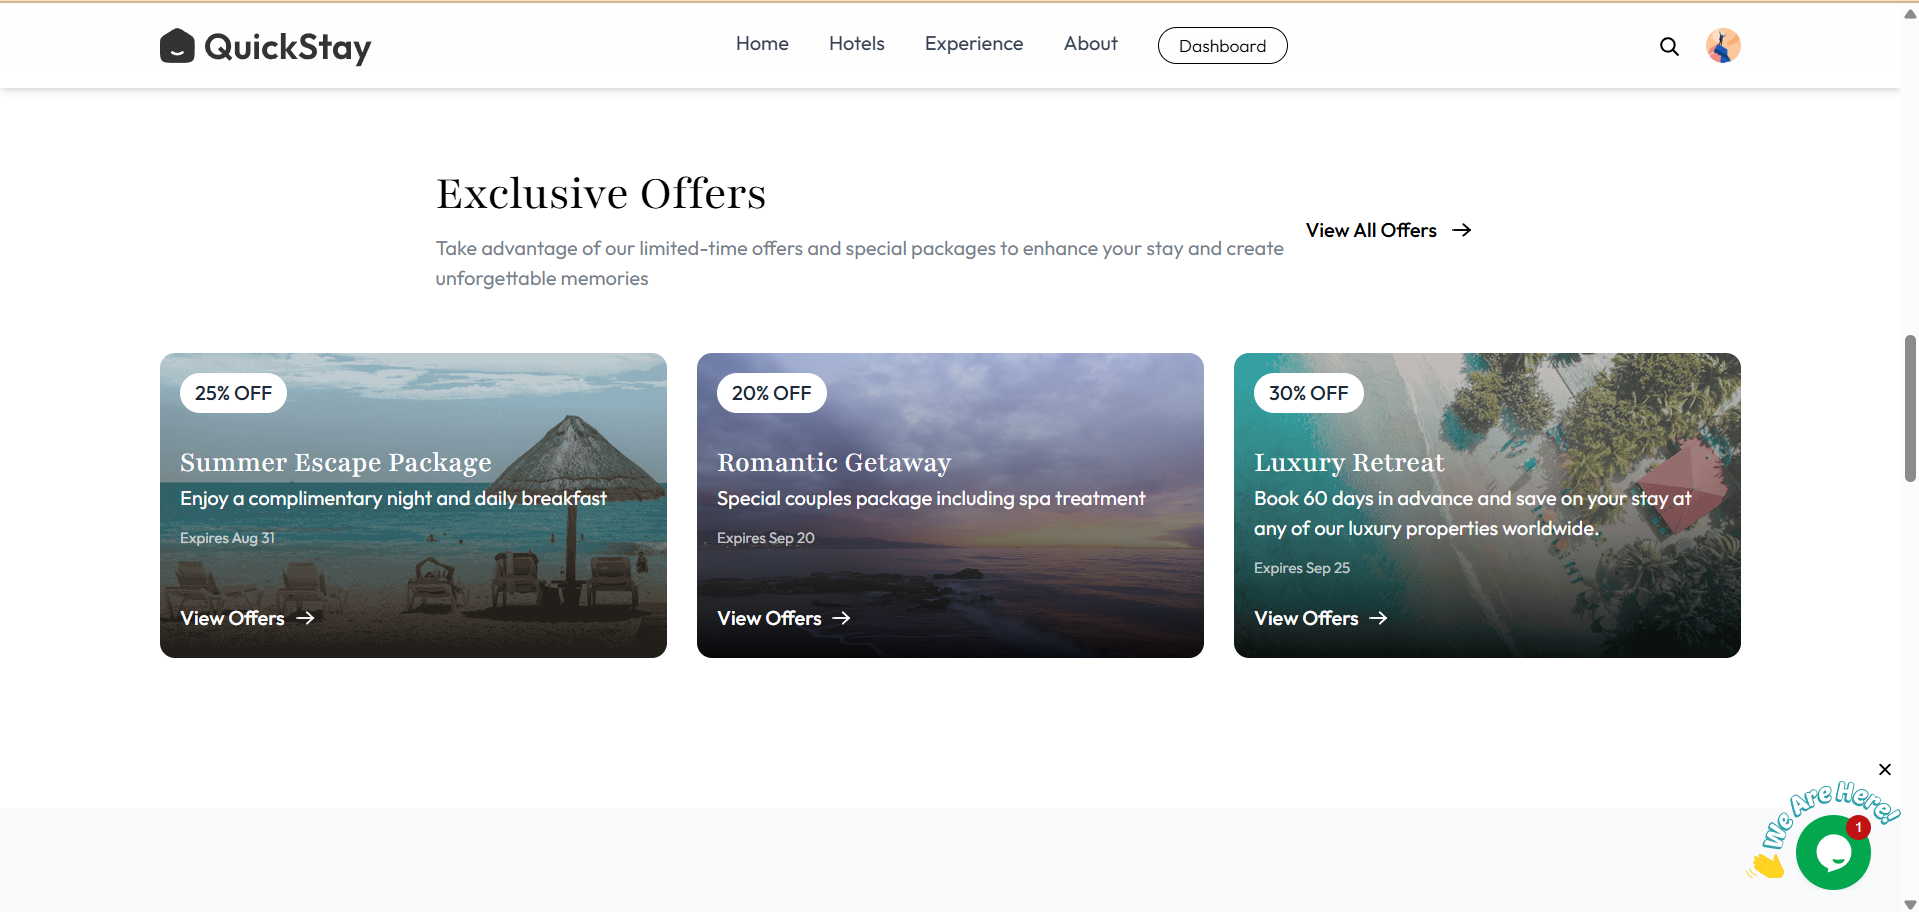 QuickStay
Home
Hotels
Experience
About
Dashboard
Exclusive Offers
Take advantage of our limited-time offers and special packages to enhance your stay and create
unforgettable memories
View All Offers
25% OFF
Summer Escape Package
Enjoy a complimentary night and daily breakfast
Expires Aug 31
View Offers
20% OFF
Romantic Getaway
Special couples package including spa treatment
Expires Sep 20
View Offers
30% OFF
Luxury Retreat
Book 60 days in advance and save on your stay at
any of our luxury properties worldwide.
Expires Sep 25
View Offers
We Are Here!
1